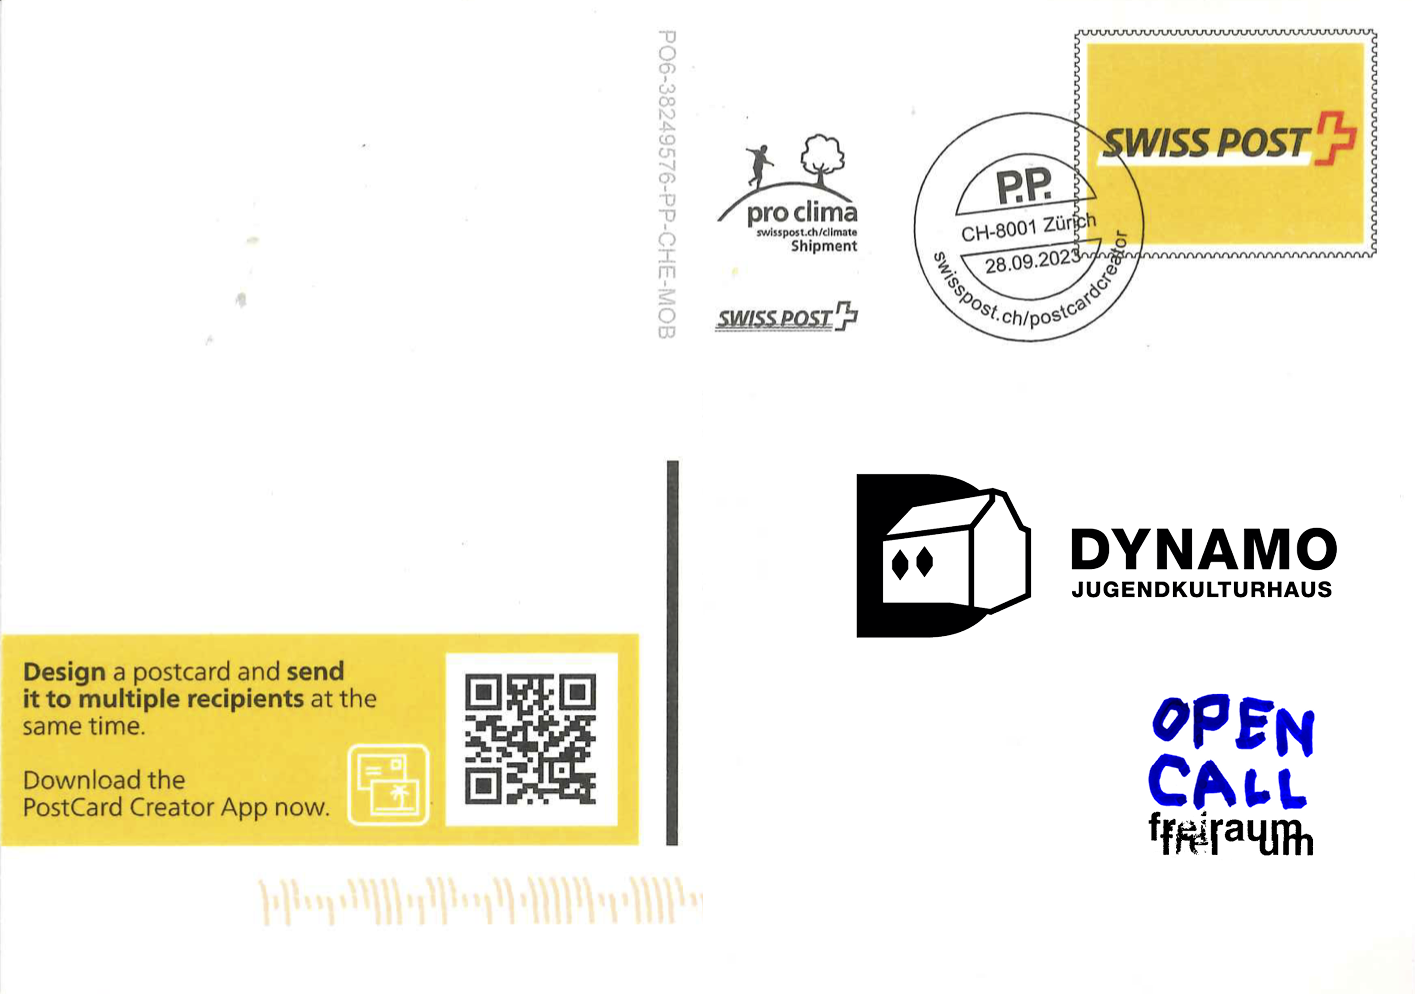 PO6-38249576-PP-CHE-MOB
pro clima
swisspost.ch/climate
Shipment
SWISS POST
P.P.
CH-8001 Zürich
28.09.2023
swisspost.ch/postcardcreator
SWISS POST
DYNAMO
JUGENDKULTURHAUS
Design a postcard and send
it to multiple recipients at the
same time.
Download the
PostCard Creator App now.
OPEN
CALL
freiraum
frei um